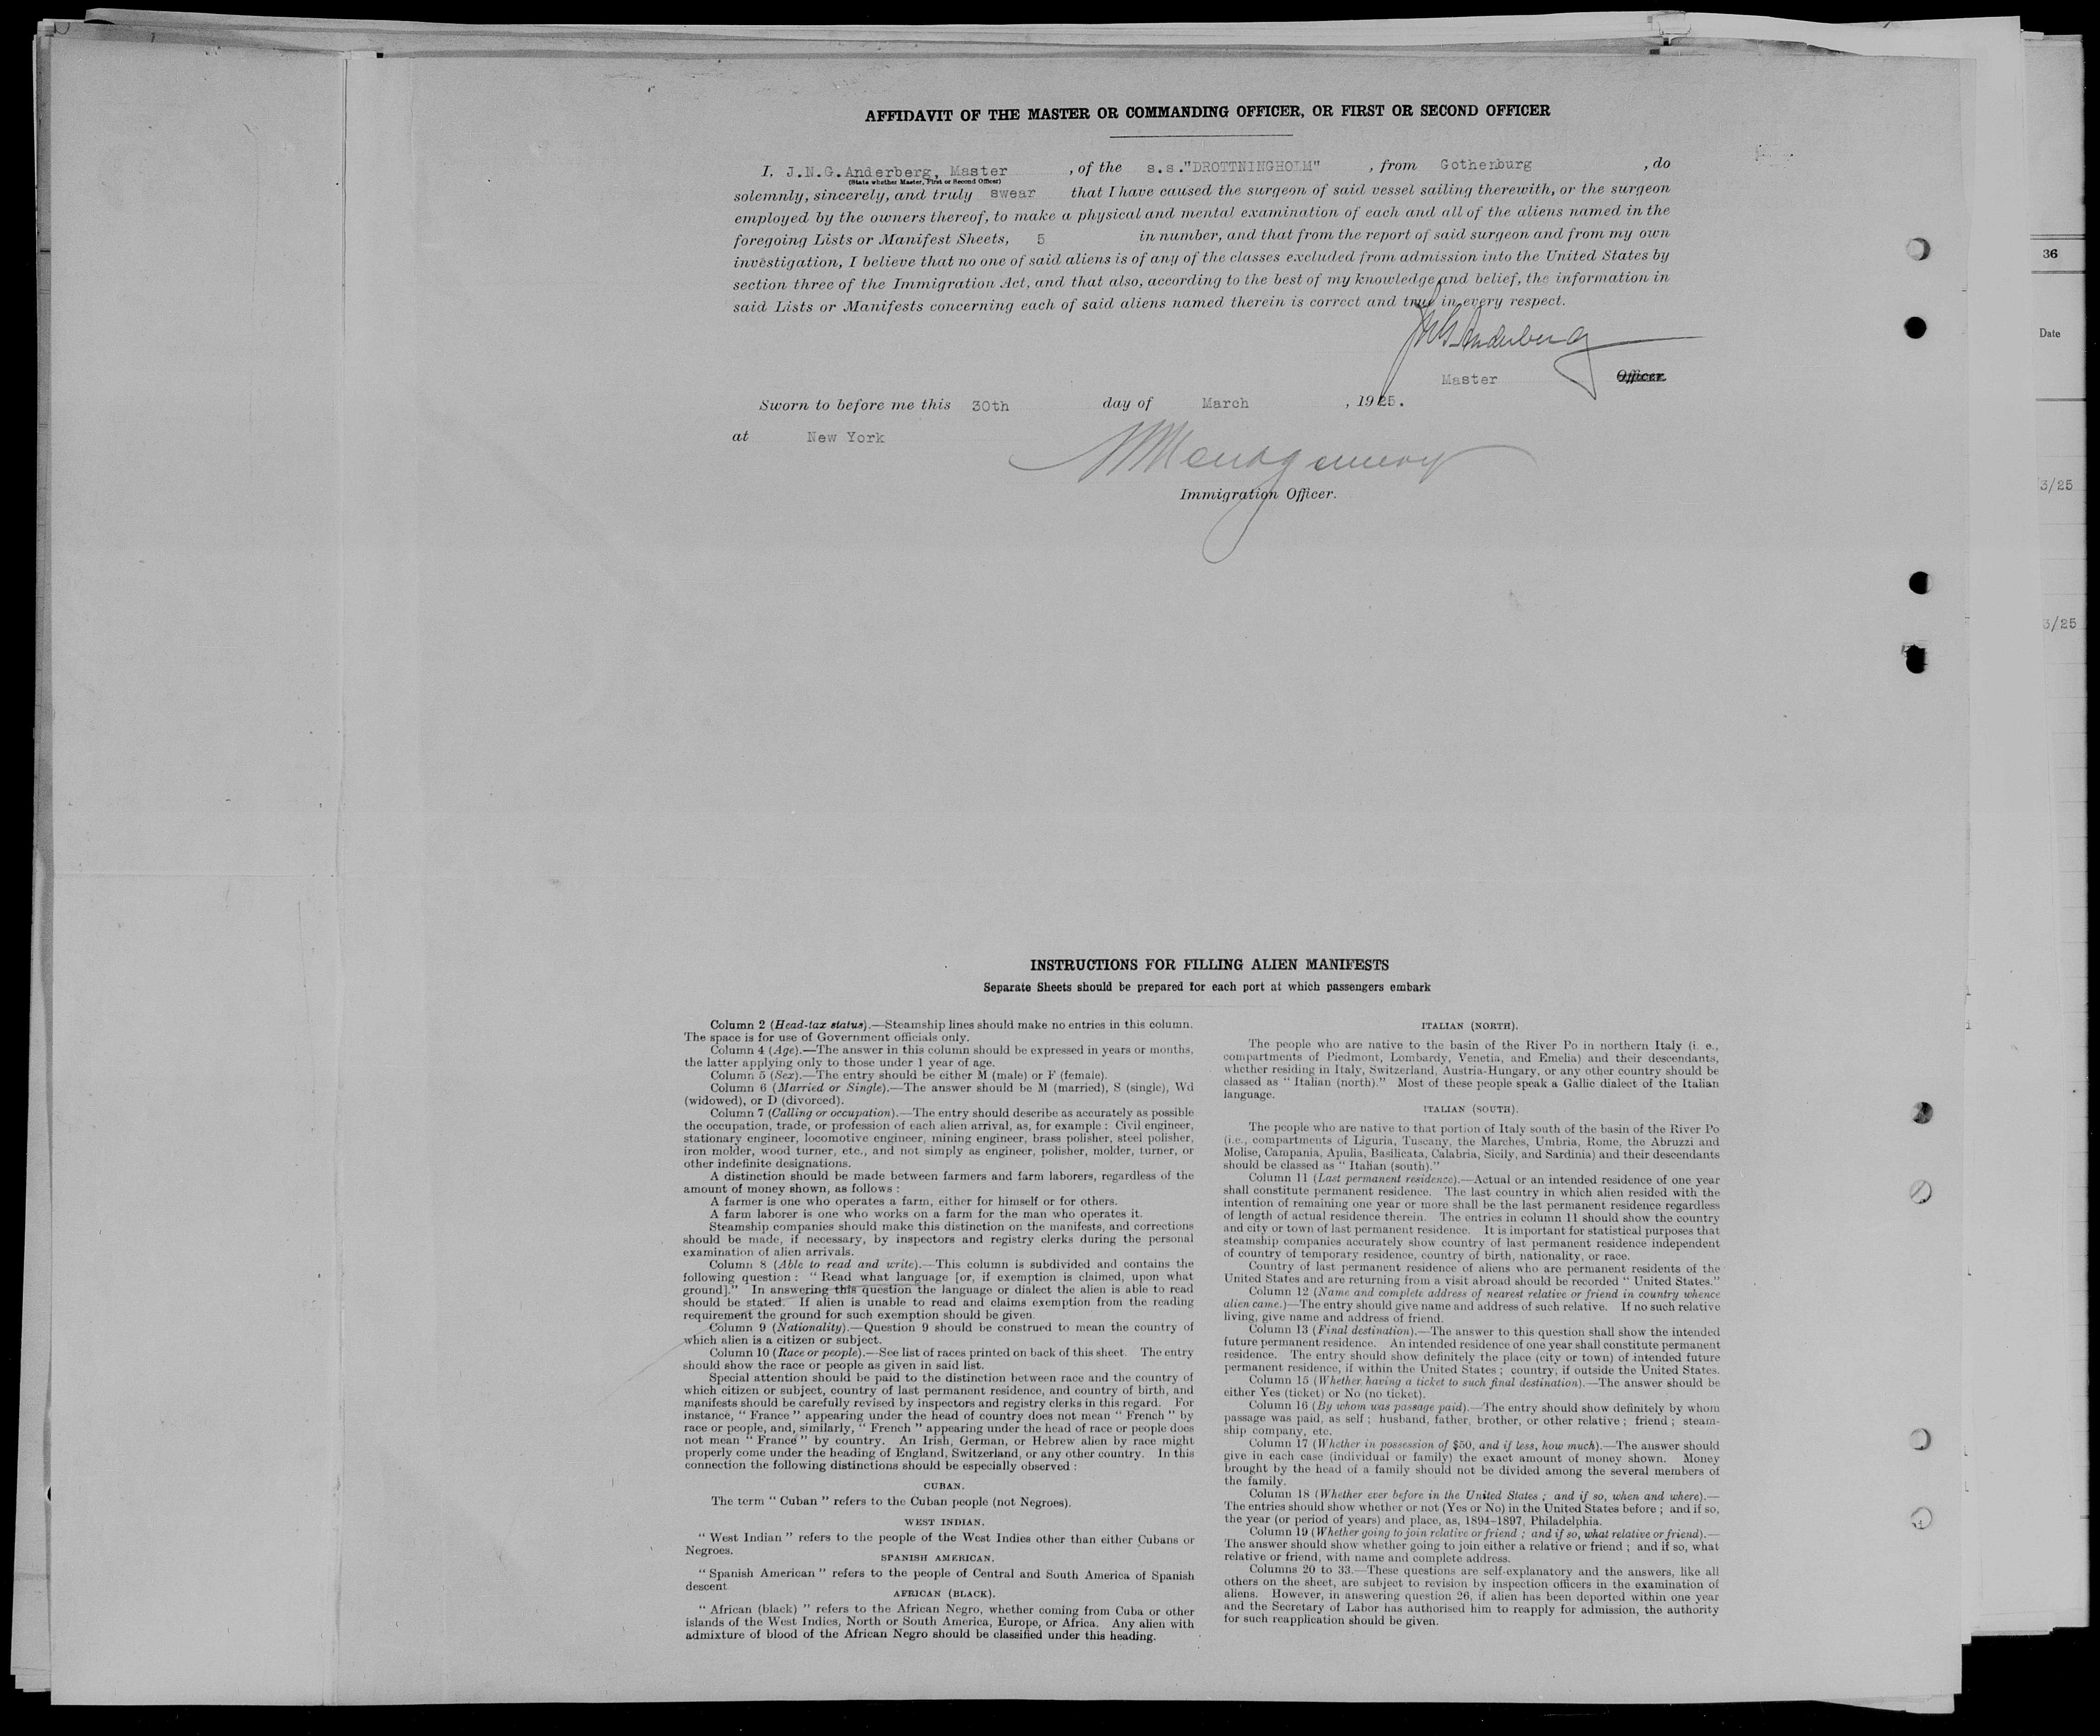 AFFIDAVIT OF THE MASTER OR COMMANDING OFFICER, OR FIRST OR SECOND OFFICER
I, J.N.G.Anderberg, Master , of the s.s."DROTTNINGHOLM" , from Gothenburg , do
(State whether Master, First or Second Officer)
solemnly, sincerely, and truly swear that I have caused the surgeon of said vessel sailing therewith, or the surgeon
employed by the owners thereof, to make a physical and mental examination of each and all of the aliens named in the
foregoing Lists or Manifest Sheets, 5 in number, and that from the report of said surgeon and from my own
investigation, I believe that no one of said aliens is of any of the classes excluded from admission into the United States by
section three of the Immigration Act, and that also, according to the best of my knowledge and belief, the information in
said Lists or Manifests concerning each of said aliens named therein is correct and true in every respect.
JNG Anderberg
Master Officer.
Sworn to before me this 30th day of March , 1925.
at New York
Montgomery
Immigration Officer.
36
Date
3/25
3/25
INSTRUCTIONS FOR FILLING ALIEN MANIFESTS
Separate Sheets should be prepared for each port at which passengers embark
Column 2 (Head-tax status).—Steamship lines should make no entries in this column.
The space is for use of Government officials only.
Column 4 (Age).—The answer in this column should be expressed in years or months,
the latter applying only to those under 1 year of age.
Column 5 (Sex).—The entry should be either M (male) or F (female).
Column 6 (Married or Single).—The answer should be M (married), S (single), Wd
(widowed), or D (divorced).
Column 7 (Calling or occupation).—The entry should describe as accurately as possible
the occupation, trade, or profession of each alien arrival, as, for example : Civil engineer,
stationary engineer, locomotive engineer, mining engineer, brass polisher, steel polisher,
iron molder, wood turner, etc., and not simply as engineer, polisher, molder, turner, or
other indefinite designations.
A distinction should be made between farmers and farm laborers, regardless of the
amount of money shown, as follows :
A farmer is one who operates a farm, either for himself or for others.
A farm laborer is one who works on a farm for the man who operates it.
Steamship companies should make this distinction on the manifests, and corrections
should be made, if necessary, by inspectors and registry clerks during the personal
examination of alien arrivals.
Column 8 (Able to read and write).—This column is subdivided and contains the
following question : " Read what language [or, if exemption is claimed, upon what
ground]." In answering this question the language or dialect the alien is able to read
should be stated. If alien is unable to read and claims exemption from the reading
requirement the ground for such exemption should be given.
Column 9 (Nationality).—Question 9 should be construed to mean the country of
which alien is a citizen or subject.
Column 10 (Race or people).—See list of races printed on back of this sheet. The entry
should show the race or people as given in said list.
Special attention should be paid to the distinction between race and the country of
which citizen or subject, country of last permanent residence, and country of birth, and
manifests should be carefully revised by inspectors and registry clerks in this regard. For
instance, " France " appearing under the head of country does not mean " French " by
race or people, and, similarly, " French " appearing under the head of race or people does
not mean " France " by country. An Irish, German, or Hebrew alien by race might
properly come under the heading of England, Switzerland, or any other country. In this
connection the following distinctions should be especially observed :
CUBAN.
The term " Cuban " refers to the Cuban people (not Negroes).
WEST INDIAN.
" West Indian " refers to the people of the West Indies other than either Cubans or
Negroes.
SPANISH AMERICAN.
" Spanish American " refers to the people of Central and South America of Spanish
descent
AFRICAN (BLACK).
" African (black) " refers to the African Negro, whether coming from Cuba or other
islands of the West Indies, North or South America, Europe, or Africa. Any alien with
admixture of blood of the African Negro should be classified under this heading.
ITALIAN (NORTH).
The people who are native to the basin of the River Po in northern Italy (i. e.,
compartments of Piedmont, Lombardy, Venetia, and Emelia) and their descendants,
whether residing in Italy, Switzerland, Austria-Hungary, or any other country should be
classed as " Italian (north)." Most of these people speak a Gallic dialect of the Italian
language.
ITALIAN (SOUTH).
The people who are native to that portion of Italy south of the basin of the River Po
(i.e., compartments of Liguria, Tuscany, the Marches, Umbria, Rome, the Abruzzi and
Molise, Campania, Apulia, Basilicata, Calabria, Sicily, and Sardinia) and their descendants
should be classed as " Italian (south)."
Column 11 (Last permanent residence).—Actual or an intended residence of one year
shall constitute permanent residence. The last country in which alien resided with the
intention of remaining one year or more shall be the last permanent residence regardless
of length of actual residence therein. The entries in column 11 should show the country
and city or town of last permanent residence. It is important for statistical purposes that
steamship companies accurately show country of last permanent residence independent
of country of temporary residence, country of birth, nationality, or race.
Country of last permanent residence of aliens who are permanent residents of the
United States and are returning from a visit abroad should be recorded " United States."
Column 12 (Name and complete address of nearest relative or friend in country whence
alien came.)—The entry should give name and address of such relative. If no such relative
living, give name and address of friend.
Column 13 (Final destination).—The answer to this question shall show the intended
future permanent residence. An intended residence of one year shall constitute permanent
residence. The entry should show definitely the place (city or town) of intended future
permanent residence, if within the United States ; country, if outside the United States.
Column 15 (Whether having a ticket to such final destination).—The answer should be
either Yes (ticket) or No (no ticket).
Column 16 (By whom was passage paid).—The entry should show definitely by whom
passage was paid, as self ; husband, father, brother, or other relative ; friend ; steam-
ship company, etc.
Column 17 (Whether in possession of $50, and if less, how much).—The answer should
give in each case (individual or family) the exact amount of money shown. Money
brought by the head of a family should not be divided among the several members of
the family.
Column 18 (Whether ever before in the United States ; and if so, when and where).—
The entries should show whether or not (Yes or No) in the United States before ; and if so,
the year (or period of years) and place, as, 1894-1897, Philadelphia.
Column 19 (Whether going to join relative or friend ; and if so, what relative or friend).—
The answer should show whether going to join either a relative or friend ; and if so, what
relative or friend, with name and complete address.
Columns 20 to 33.—These questions are self-explanatory and the answers, like all
others on the sheet, are subject to revision by inspection officers in the examination of
aliens. However, in answering question 26, if alien has been deported within one year
and the Secretary of Labor has authorised him to reapply for admission, the authority
for such reapplication should be given.